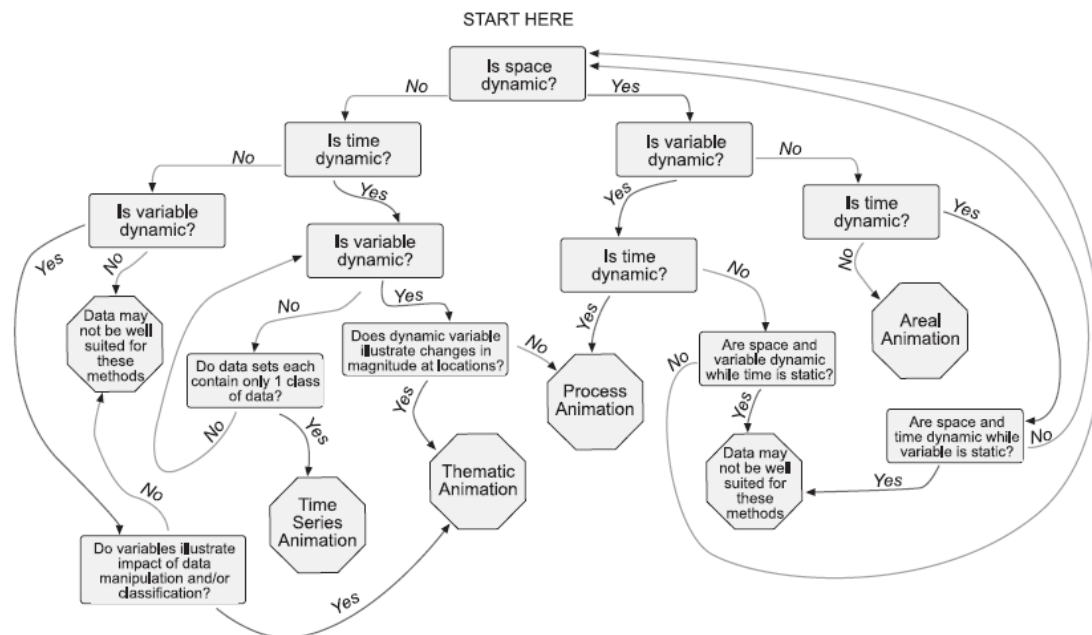 START HERE
Is space
dynamic?
No
Yes
Is time
dynamic?
Is variable
dynamic?
No
Yes
Yes
No
Is variable
dynamic?
Is variable
dynamic?
Is time
dynamic?
Is time
dynamic?
Yes
No
No
Yes
Yes
No
No
Yes
Data may
not be well
suited for
these
methods
Do data sets each
contain only 1 class
of data?
Does dynamic variable
illustrate changes in
magnitude at locations?
No
Process
Animation
Are space and
variable dynamic
while time is static?
No
Areal
Animation
No
Yes
Yes
Yes
Are space and
time dynamic while
variable is static?
No
Yes
No
Time
Series
Animation
Thematic
Animation
Data may
not be well
suited for
these
methods
Do variables illustrate
impact of data
manipulation and/or
classification?
Yes